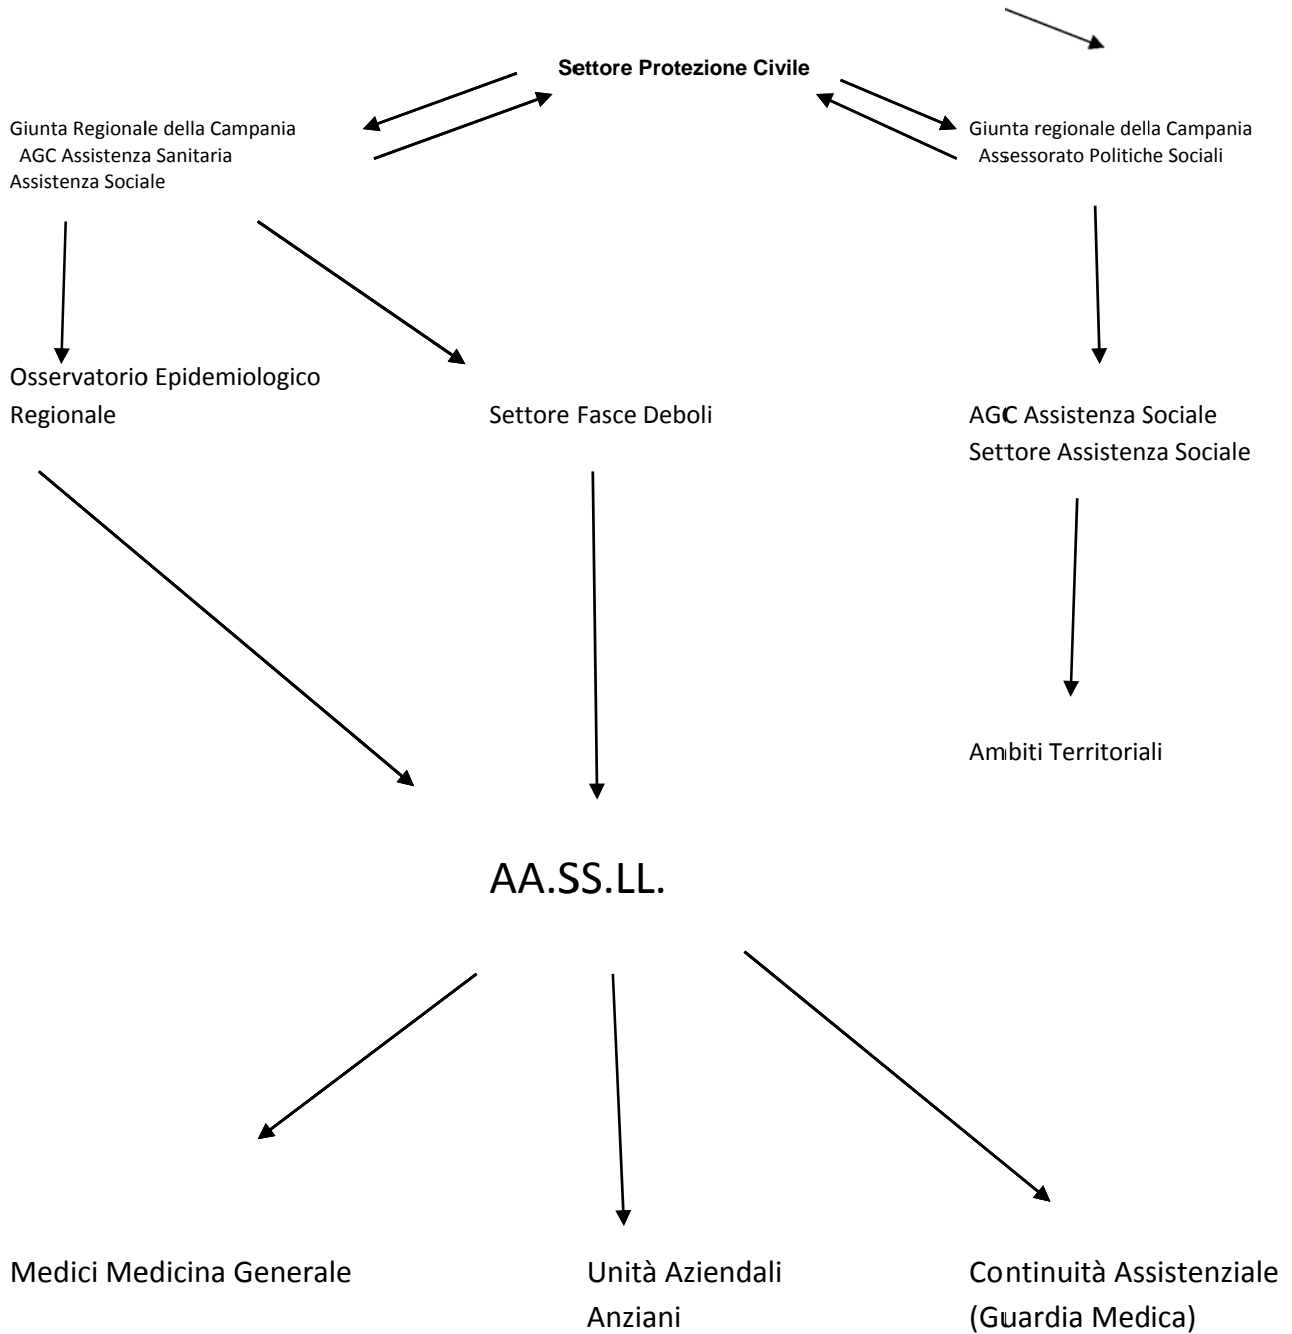 Settore Protezione Civile
Giunta Regionale della Campania
AGC Assistenza Sanitaria
Assistenza Sociale
Giunta regionale della Campania
Assessorato Politiche Sociali
Osservatorio Epidemiologico
Regionale
Settore Fasce Deboli
AGC Assistenza Sociale
Settore Assistenza Sociale
Ambiti Territoriali
AA.SS.LL.
Medici Medicina Generale
Unità Aziendali
Anziani
Continuità Assistenziale
(Guardia Medica)